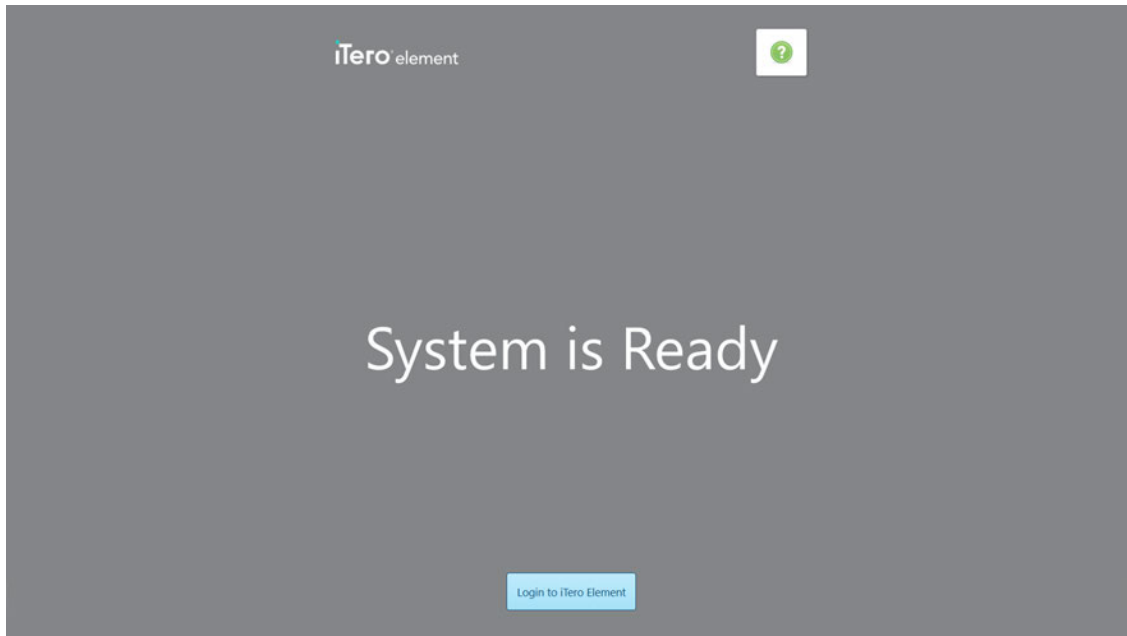 iTero element
?
System is Ready
Login to iTero Element